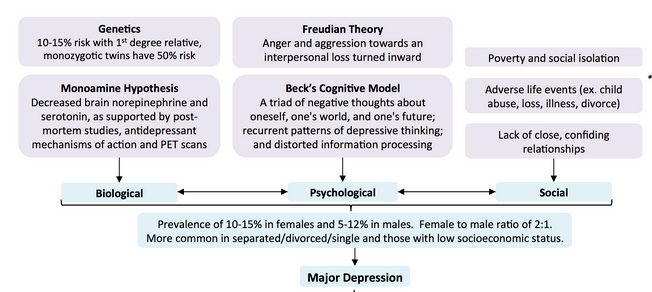 Genetics
10-15% risk with 1st degree relative,
monozygotic twins have 50% risk
Freudian Theory
Anger and aggression towards an
interpersonal loss turned inward
Poverty and social isolation
Monoamine Hypothesis
Decreased brain norepinephrine and
serotonin, as supported by post-
mortem studies, antidepressant
mechanisms of action and PET scans
Beck's Cognitive Model
A triad of negative thoughts about
oneself, one's world, and one's future;
recurrent patterns of depressive thinking;
and distorted information processing
Adverse life events (ex. child
abuse, loss, illness, divorce)
*
Lack of close, confiding
relationships
Biological
Psychological
Social
Prevalence of 10-15% in females and 5-12% in males. Female to male ratio of 2:1.
More common in separated/divorced/single and those with low socioeconomic status.
Major Depression